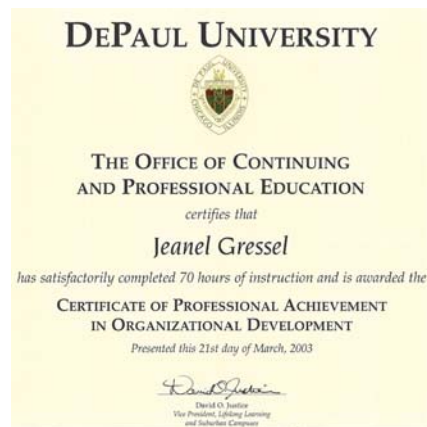 DEPAUL UNIVERSITY
THE OFFICE OF CONTINUING
AND PROFESSIONAL EDUCATION
certifies that
Jeanel Gressel
has satisfactorily completed 70 hours of instruction and is awarded the
CERTIFICATE OF PROFESSIONAL ACHIEVEMENT
IN ORGANIZATIONAL DEVELOPMENT
Presented this 21st day of March, 2003
David O. Justice
Vice President, Lifelong Learning
and Suburban Campuses